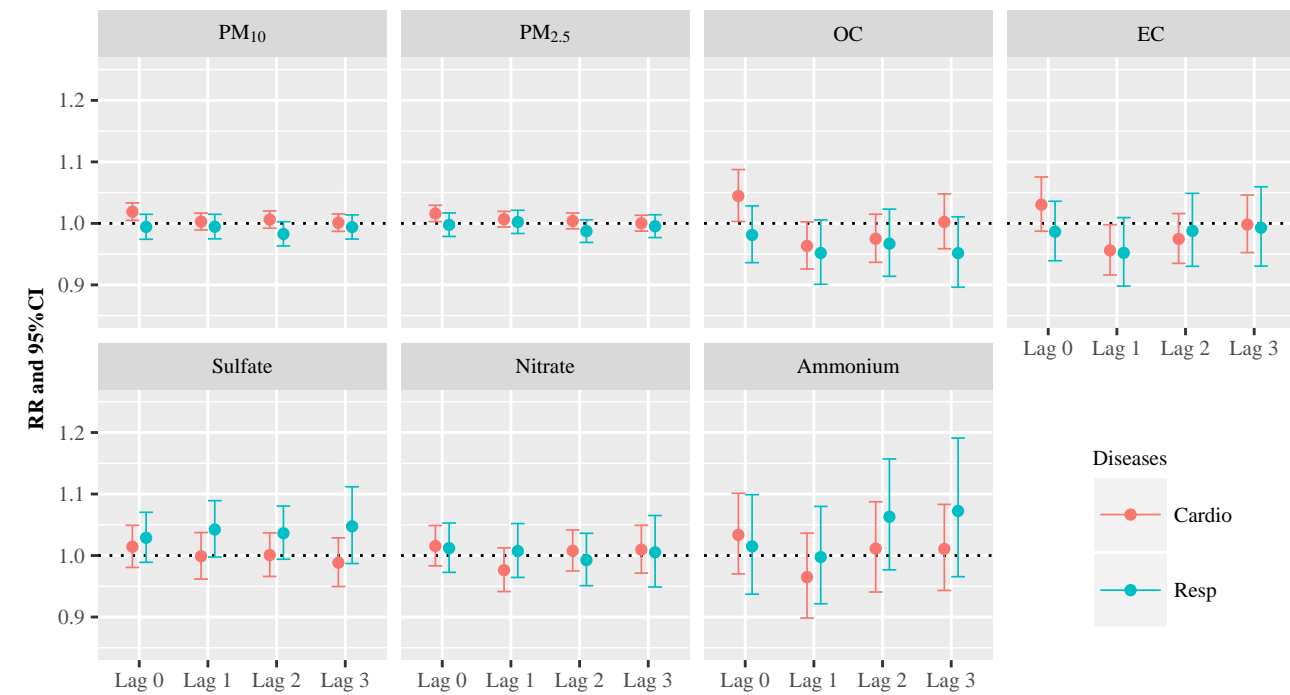 PM10 PM2.5 OC EC
1.2
1.1
1.0
0.9
Lag 0 Lag 1 Lag 2 Lag 3
RR and 95%CI
Sulfate Nitrate Ammonium
1.2
1.1
1.0
0.9
Lag 0 Lag 1 Lag 2 Lag 3 Lag 0 Lag 1 Lag 2 Lag 3 Lag 0 Lag 1 Lag 2 Lag 3
Diseases
Cardio
Resp